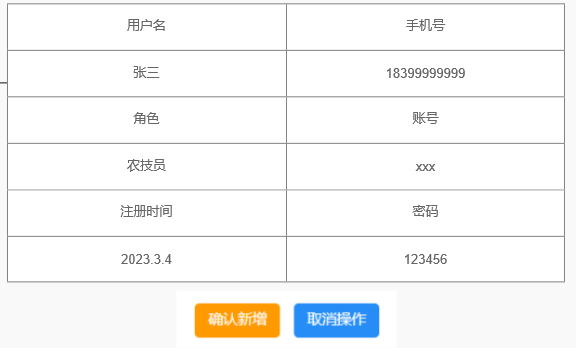 用户名 手机号
张三 18399999999
角色 账号
农技员 xxx
注册时间 密码
2023.3.4 123456
确认新增 取消操作